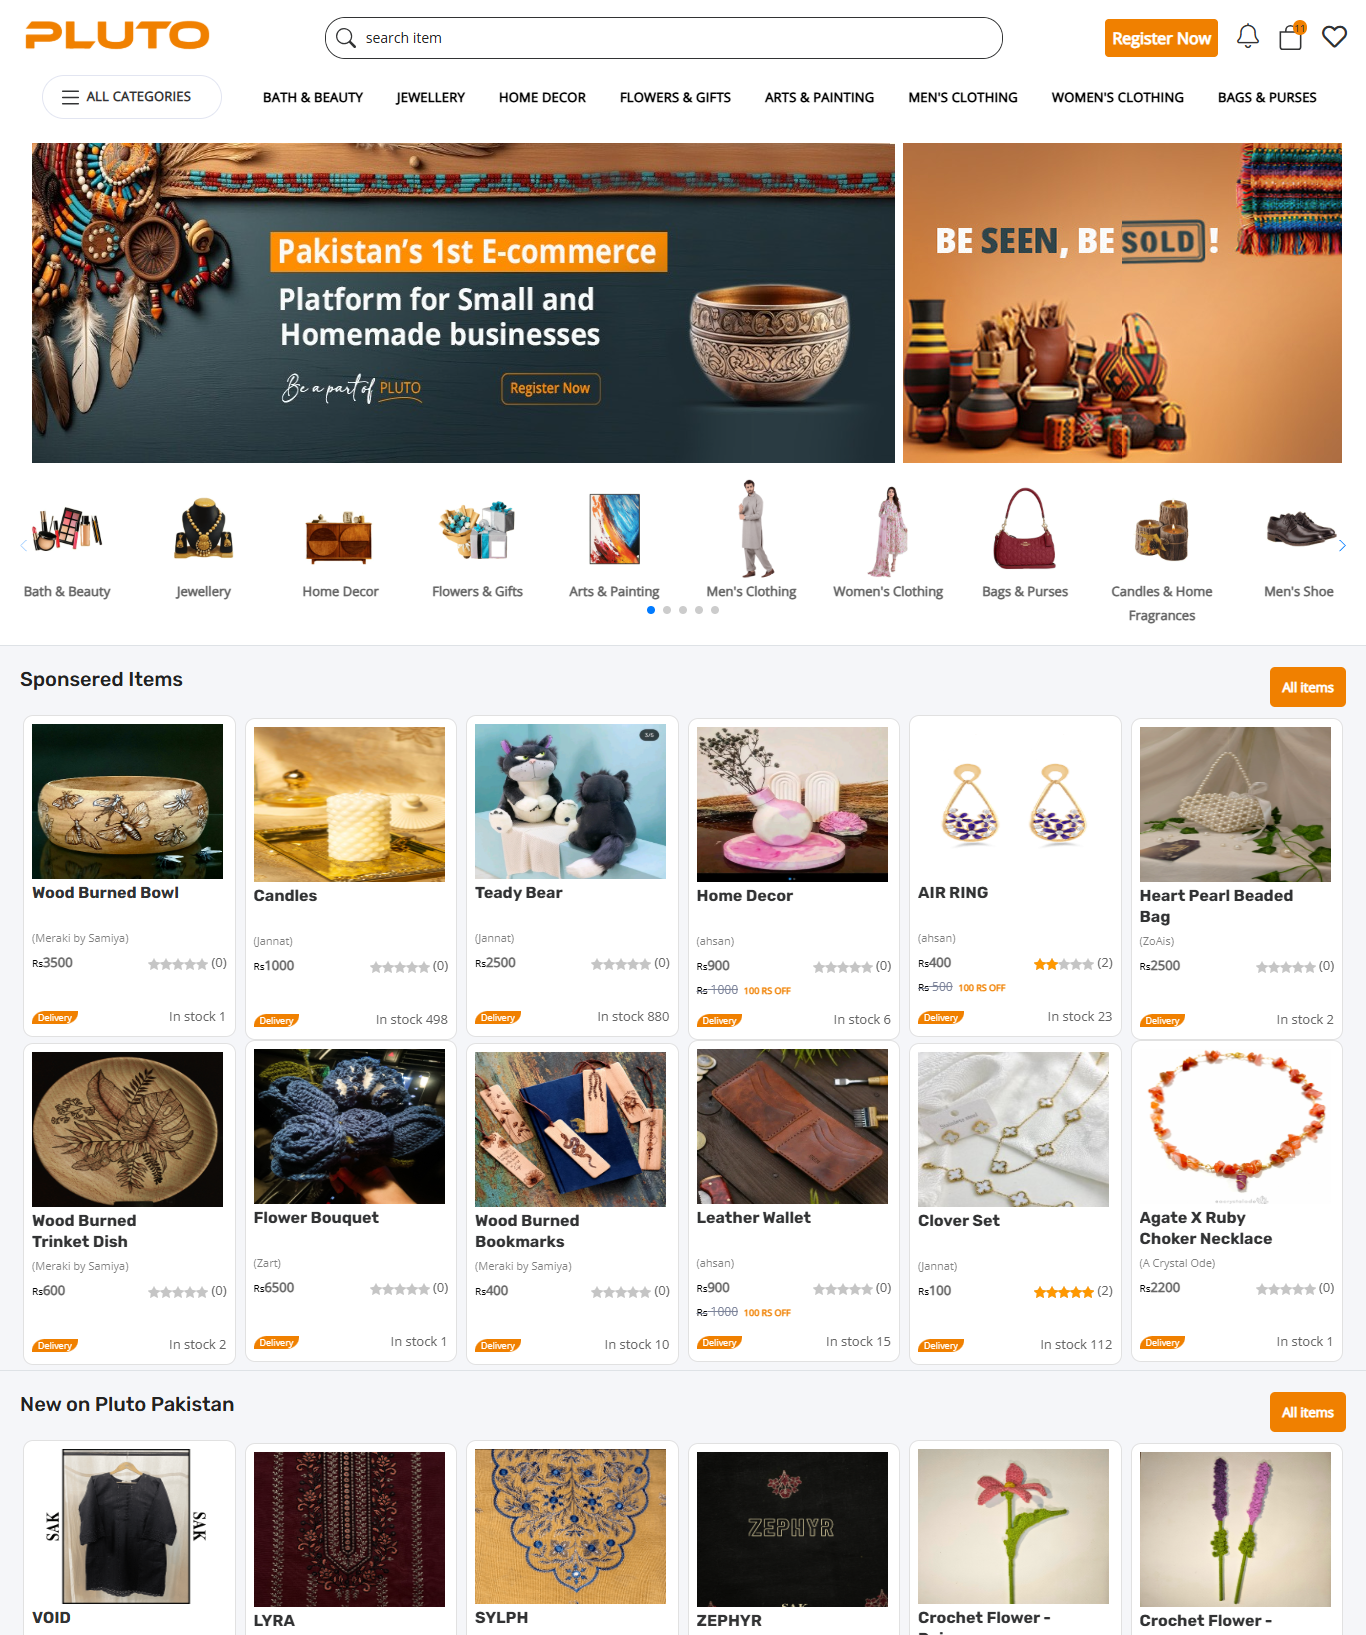 PLUTO
search item
Register Now
11
ALL CATEGORIES
BATH & BEAUTY
JEWELLERY
HOME DECOR
FLOWERS & GIFTS
ARTS & PAINTING
MEN'S CLOTHING
WOMEN'S CLOTHING
BAGS & PURSES
Pakistan's 1st E-commerce
Platform for Small and
Homemade businesses
Be a part of PLUTO
Register Now
BE SEEN, BE SOLD!
Bath & Beauty
Jewellery
Home Decor
Flowers & Gifts
Arts & Painting
Men's Clothing
Women's Clothing
Bags & Purses
Candles & Home
Fragrances
Men's Shoe
Sponsered Items
All items
Wood Burned Bowl
(Meraki by Samiya)
Rs3500
(0)
Delivery
In stock 1
Candles
(Jannat)
Rs1000
(0)
Delivery
In stock 498
3/5
Teady Bear
(Jannat)
Rs2500
(0)
Delivery
In stock 880
Home Decor
(ahsan)
Rs900
(0)
Rs 1000 100 RS OFF
Delivery
In stock 6
AIR RING
(ahsan)
Rs400
(2)
Rs 500 100 RS OFF
Delivery
In stock 23
Heart Pearl Beaded
Bag
(ZoAis)
Rs2500
(0)
Delivery
In stock 2
Wood Burned
Trinket Dish
(Meraki by Samiya)
Rs600
(0)
Delivery
In stock 2
Flower Bouquet
(Zart)
Rs6500
(0)
Delivery
In stock 1
Wood Burned
Bookmarks
(Meraki by Samiya)
Rs400
(0)
Delivery
In stock 10
Leather Wallet
(ahsan)
Rs900
(0)
Rs 1000 100 RS OFF
Delivery
In stock 15
Clover Set
(Jannat)
Rs100
(2)
Delivery
In stock 112
Agate X Ruby
Choker Necklace
(A Crystal Ode)
Rs2200
(0)
Delivery
In stock 1
New on Pluto Pakistan
All items
SAK
SAK
VOID
LYRA
SYLPH
ZEPHYR
SAK
ZEPHYR
Crochet Flower -
Crochet Flower -